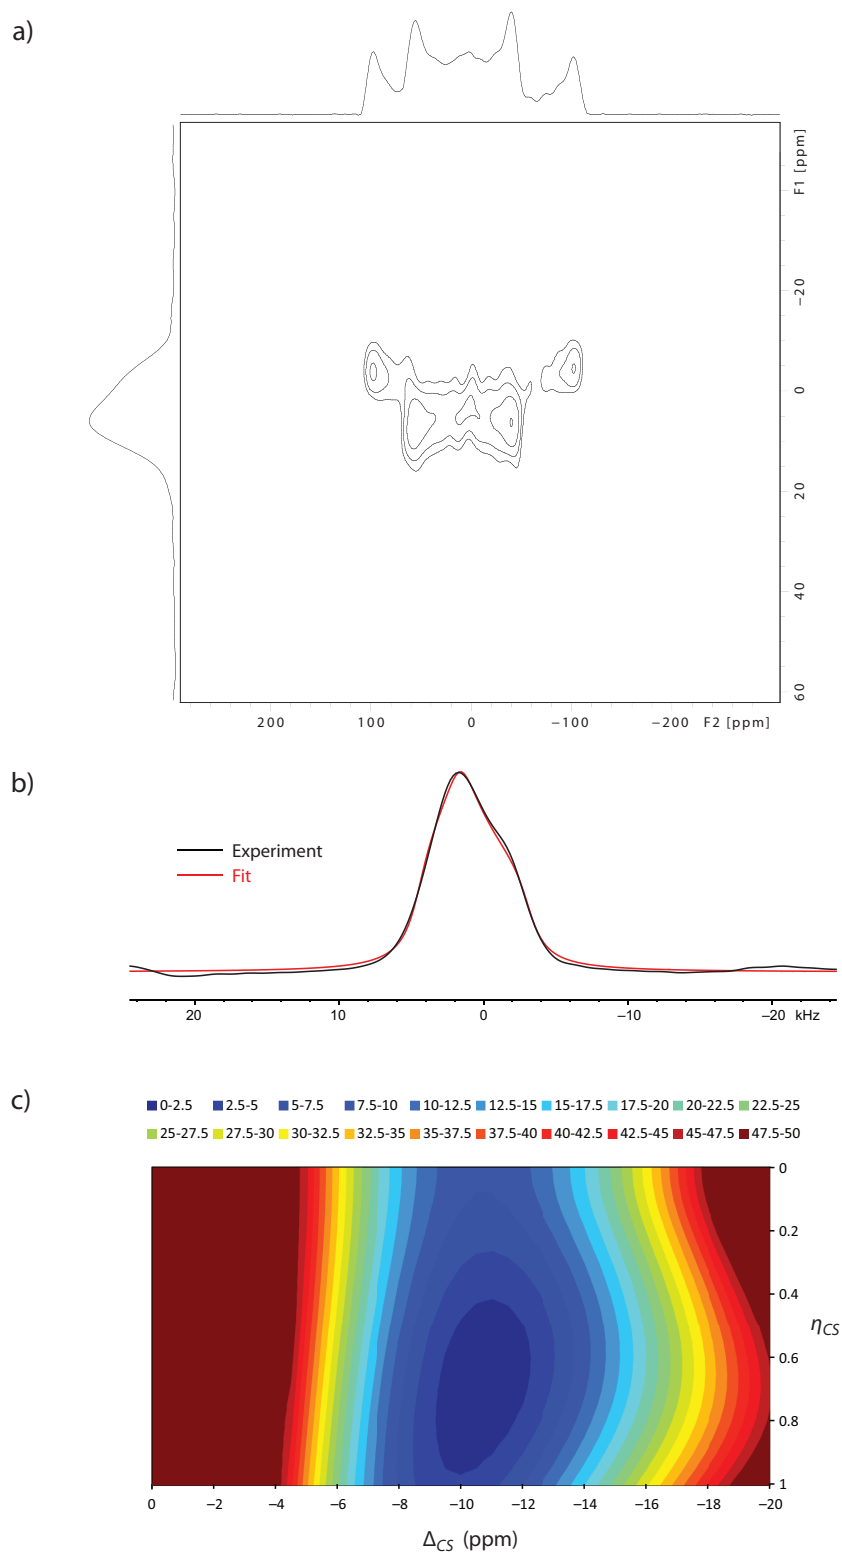 a)
F1 [ppm]
−20
0
20
40
60
200 100 0 −100 −200 F2 [ppm]
b)
Experiment
Fit
20 10 0 −10 −20 kHz
c)
0-2.5 2.5-5 5-7.5 7.5-10 10-12.5 12.5-15 15-17.5 17.5-20 20-22.5 22.5-25
25-27.5 27.5-30 30-32.5 32.5-35 35-37.5 37.5-40 40-42.5 42.5-45 45-47.5 47.5-50
0
0.2
0.4
ηCS
0.6
0.8
1
0 −2 −4 −6 −8 −10 −12 −14 −16 −18 −20
ΔCS (ppm)